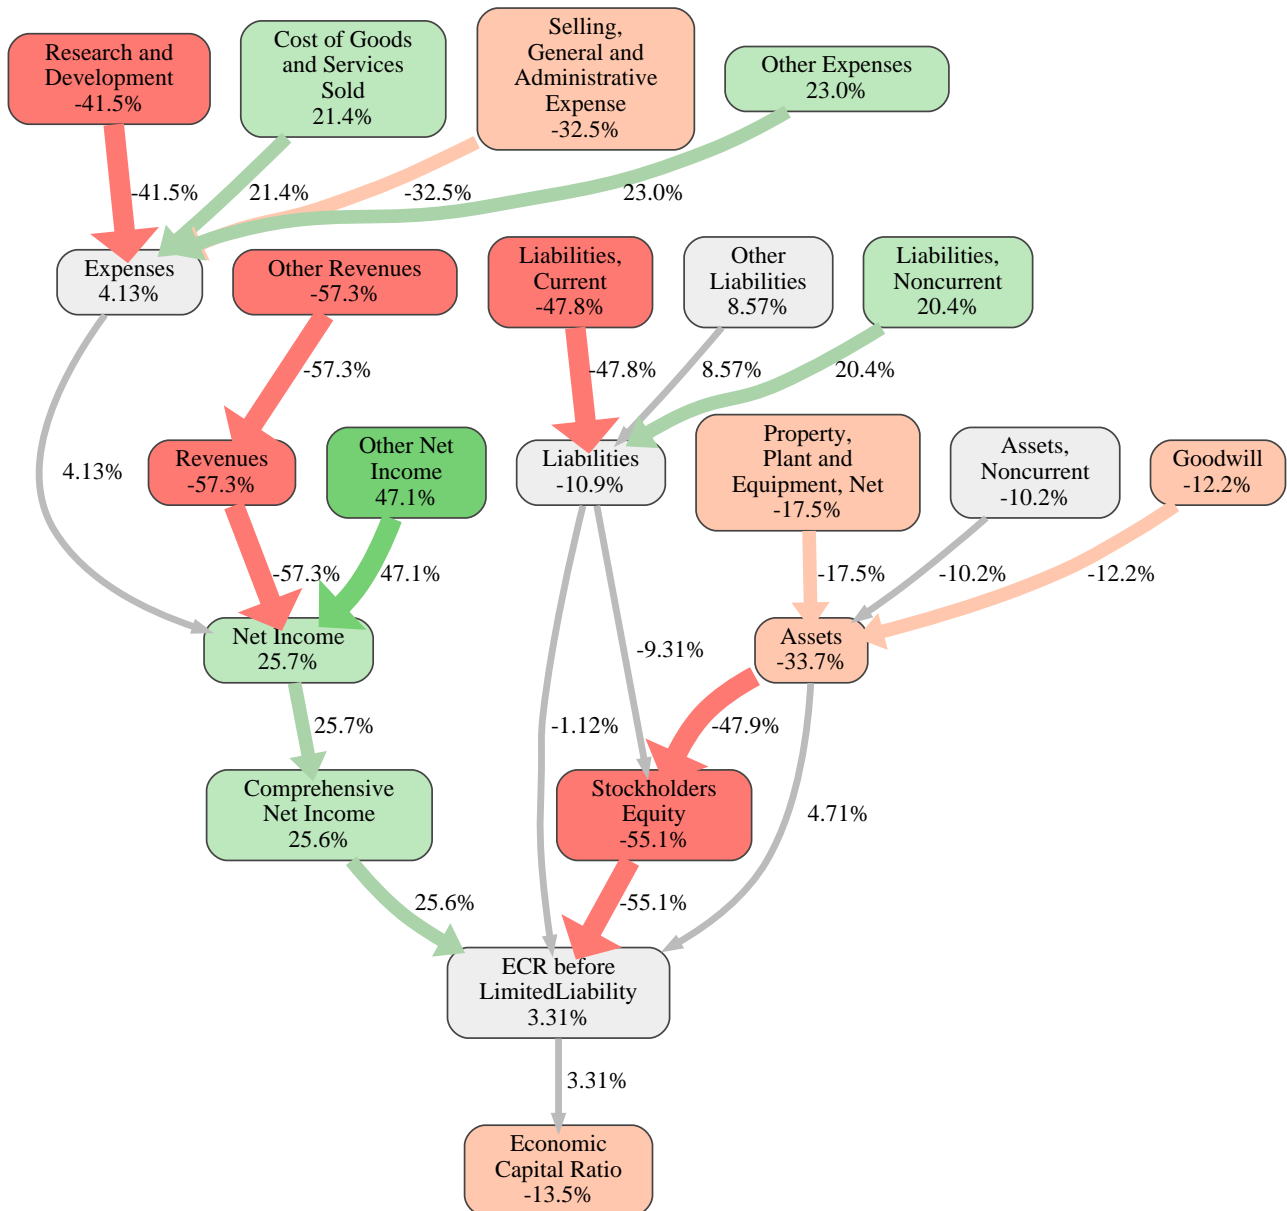 Research and
Development
-41.5%
Cost of Goods
and Services
Sold
21.4%
Selling,
General and
Administrative
Expense
-32.5%
Other Expenses
23.0%
-41.5%
21.4%
-32.5%
23.0%
Expenses
4.13%
Other Revenues
-57.3%
Liabilities,
Current
-47.8%
Other
Liabilities
8.57%
Liabilities,
Noncurrent
20.4%
-57.3%
-47.8%
8.57%
20.4%
4.13%
Revenues
-57.3%
Other Net
Income
47.1%
Liabilities
-10.9%
Property,
Plant and
Equipment, Net
-17.5%
Assets,
Noncurrent
-10.2%
Goodwill
-12.2%
-57.3%
47.1%
-17.5%
-10.2%
-12.2%
Net Income
25.7%
-9.31%
Assets
-33.7%
25.7%
-1.12%
-47.9%
Comprehensive
Net Income
25.6%
Stockholders
Equity
-55.1%
4.71%
25.6%
-55.1%
ECR before
LimitedLiability
3.31%
3.31%
Economic
Capital Ratio
-13.5%